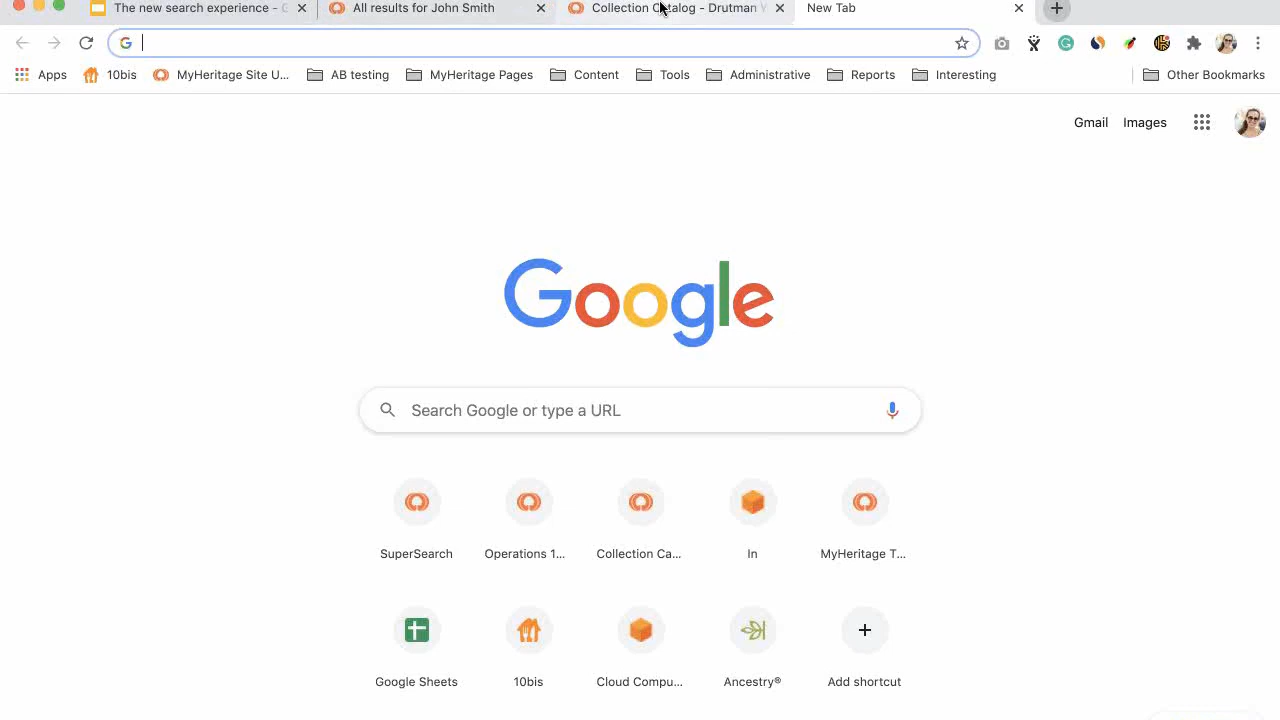 The new search experience - G
All results for John Smith
Collection Catalog - Drutman
New Tab
Apps
10bis
MyHeritage Site U...
AB testing
MyHeritage Pages
Content
Tools
Administrative
Reports
Interesting
Other Bookmarks
Gmail
Images
Google
Search Google or type a URL
SuperSearch
Operations 1...
Collection Ca...
In
MyHeritage T...
Google Sheets
10bis
Cloud Compu...
Ancestry®
Add shortcut